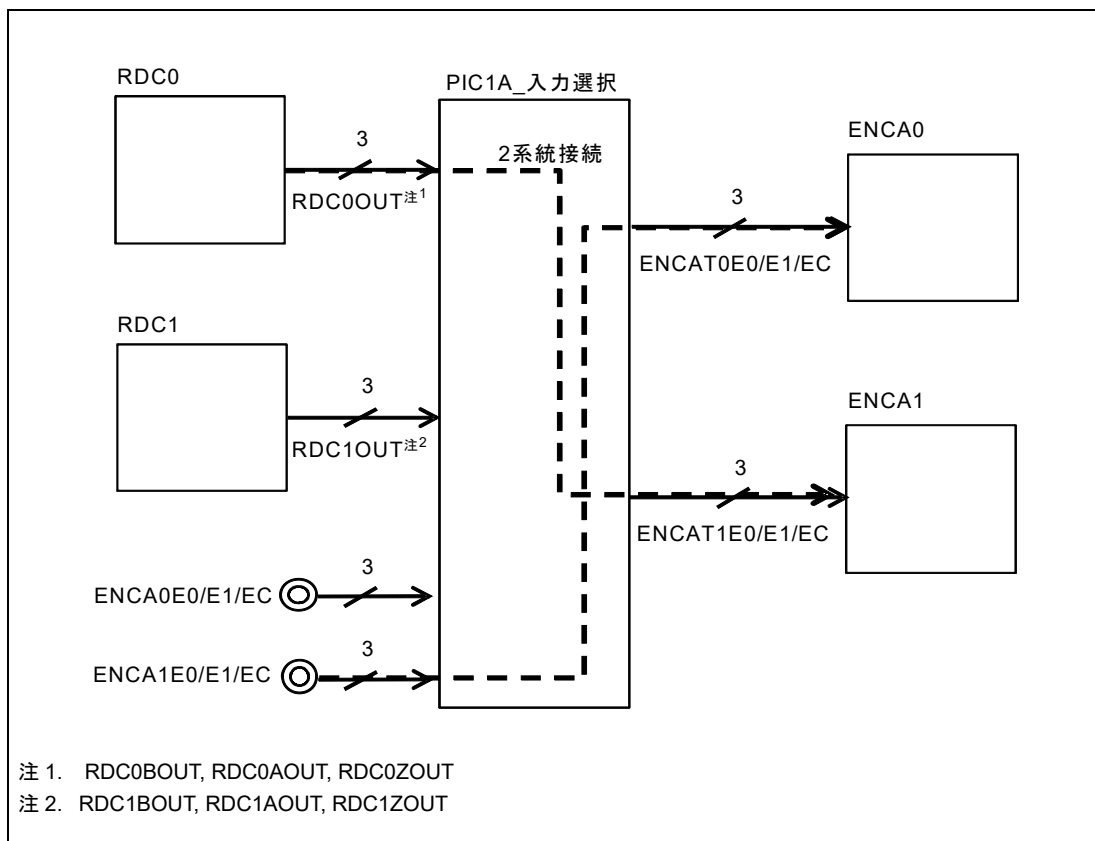 RDC0
PIC1A_入力選択
ENCA0
3
2系統接続
RDC0OUT注1
3
ENCAT0E0/E1/EC
RDC1
ENCA1
3
RDC1OUT注2
3
ENCAT1E0/E1/EC
3
ENCA0E0/E1/EC
3
ENCA1E0/E1/EC
注 1. RDC0BOUT, RDC0AOUT, RDC0ZOUT
注 2. RDC1BOUT, RDC1AOUT, RDC1ZOUT